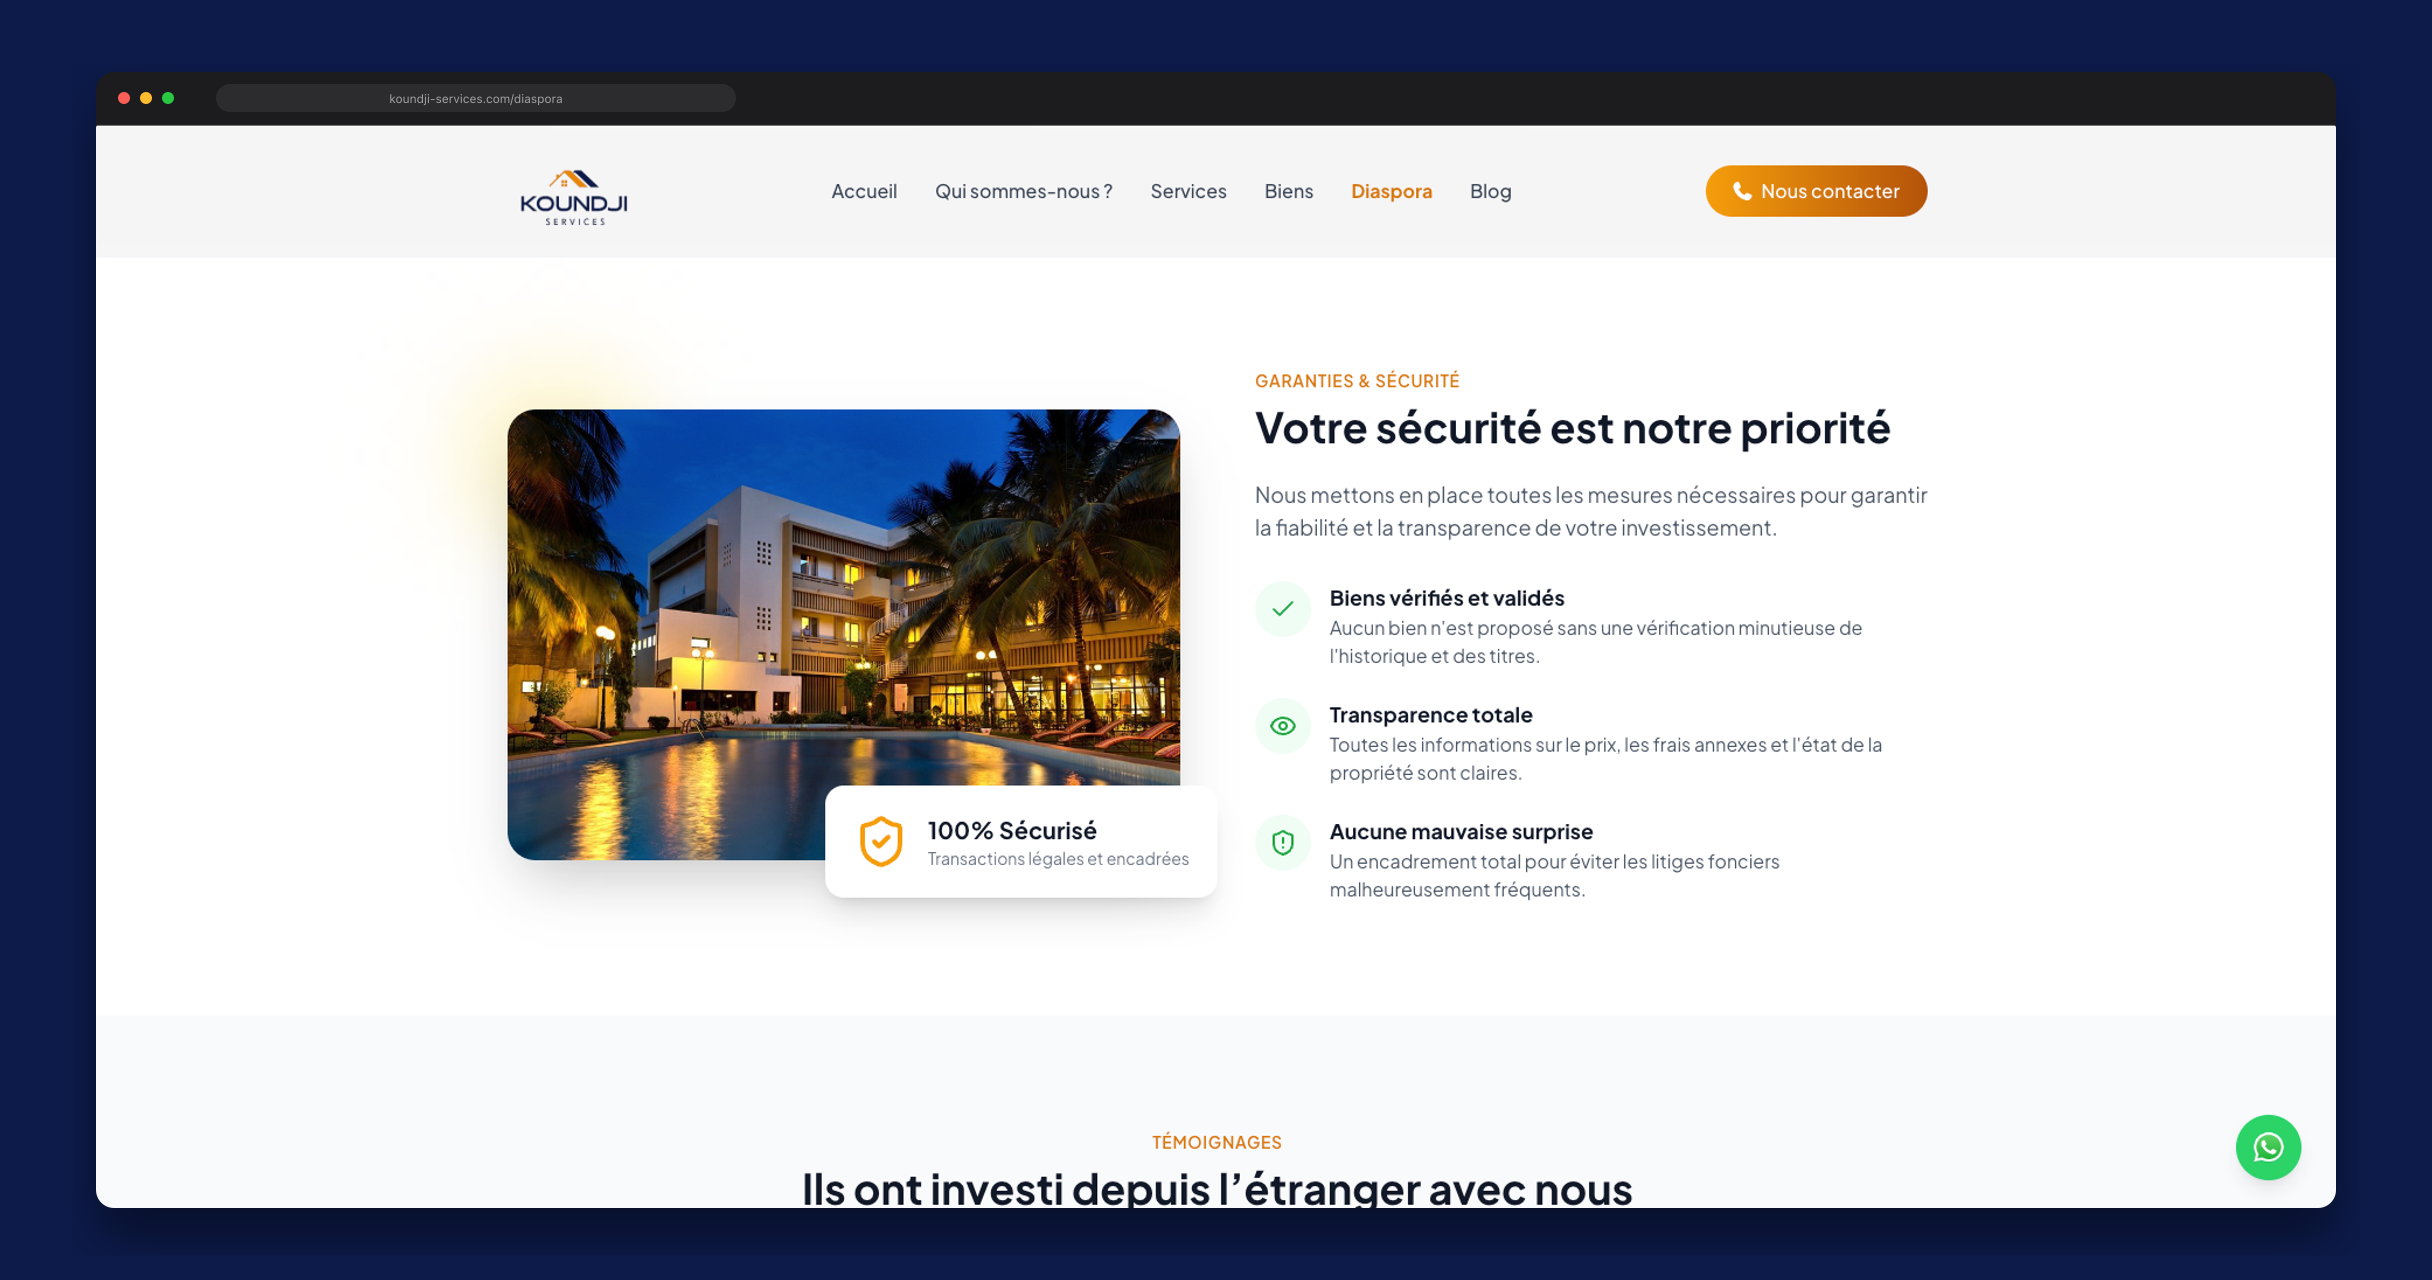 koundji-services.com/diaspora
KOUNDJI
SERVICES
Accueil
Qui sommes-nous ?
Services
Biens
Diaspora
Blog
Nous contacter
GARANTIES & SÉCURITÉ
Votre sécurité est notre priorité
Nous mettons en place toutes les mesures nécessaires pour garantir
la fiabilité et la transparence de votre investissement.
Biens vérifiés et validés
Aucun bien n'est proposé sans une vérification minutieuse de
l'historique et des titres.
Transparence totale
Toutes les informations sur le prix, les frais annexes et l'état de la
propriété sont claires.
Aucune mauvaise surprise
Un encadrement total pour éviter les litiges fonciers
malheureusement fréquents.
100% Sécurisé
Transactions légales et encadrées
TÉMOIGNAGES
Ils ont investi depuis l’étranger avec nous